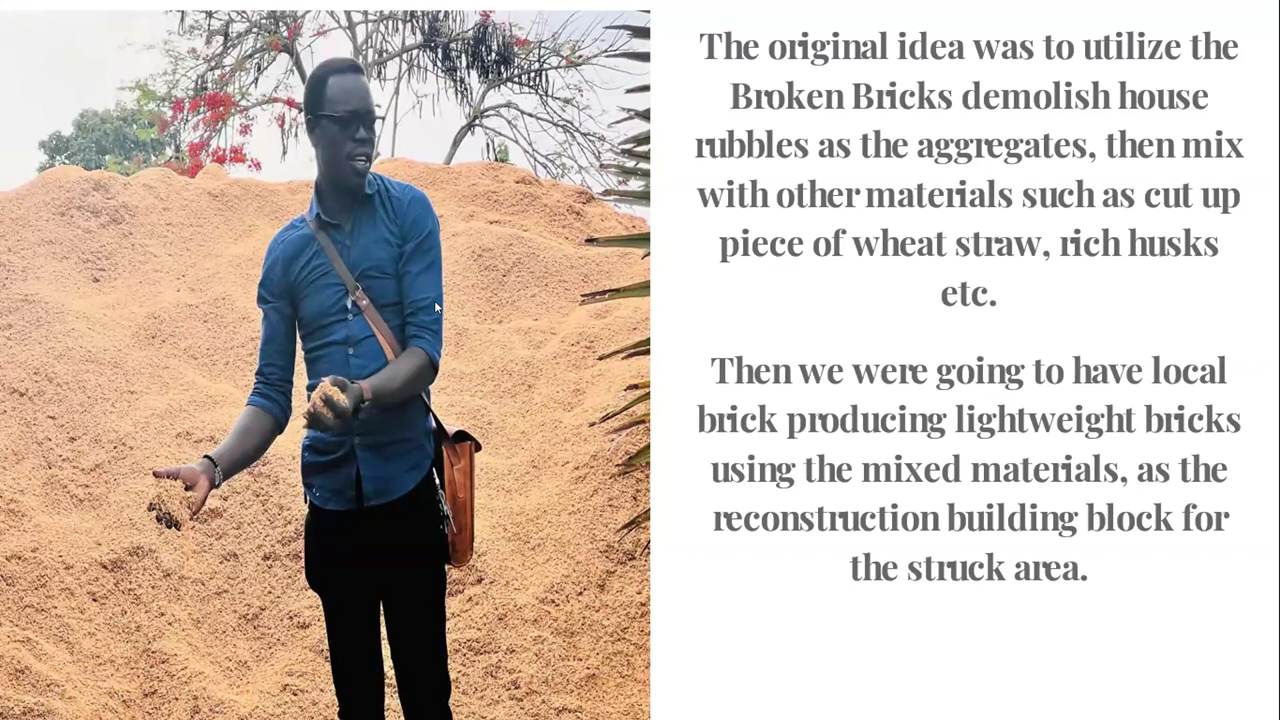 The original idea was to utilize the
Broken Bricks demolish house
rubbles as the aggregates, then mix
with other materials such as cut up
piece of wheat straw, rich husks
etc.
Then we were going to have local
brick producing lightweight bricks
using the mixed materials, as the
reconstruction building block for
the struck area.